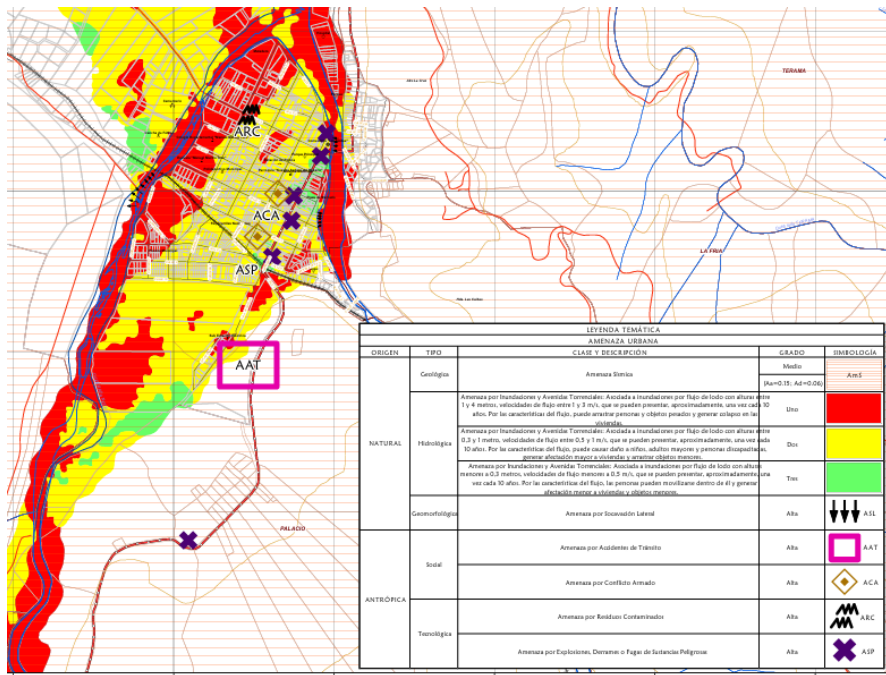 TERAMA
ARC
ACA
LA FRIA
ASP
AAT
PALACIO
LEYENDA TEMÁTICA
AMENAZA URBANA
ORIGEN TIPO CLASE Y DESCRIPCIÓN GRADO SIMBOLOGÍA
Geológica Amenaza Sísmica Medio AmS
(Aa=0.15; Ad=0.06)
NATURAL
Hidrológica
Amenaza por Inundaciones y Avenidas Torrenciales: Asociada a inundaciones por flujo de lodo con alturas entre
1 y 4 metros, velocidades de flujo entre 1 y 3 m/s, que se pueden presentar, aproximadamente, una vez cada 10
años. Por las características del flujo, puede arrastrar personas y objetos pesados y generar colapso en las
viviendas.
Uno
Amenaza por Inundaciones y Avenidas Torrenciales: Asociada a inundaciones por flujo de lodo con alturas entre
0,3 y 1 metro, velocidades de flujo entre 0,5 y 1 m/s, que se pueden presentar, aproximadamente, una vez cada
10 años. Por las característica del flujo, puede causar daño a niños, adultos mayores y personas discapacitadas,
generar afectación mayor a viviendas y arrastrar objetos menores.
Dos
Amenaza por Inundaciones y Avenidas Torrenciales: Asociada a inundaciones por flujo de lodo con alturas
menores a 0,3 metros, velocidades de flujo menores a 0,5 m/s, que se pueden presentar, aproximadamente, una
vez cada 10 años. Por las característica del flujo, las personas pueden movilizarse dentro de él y generar
afectación menor a viviendas y objetos menores.
Tres
Geomorfológica Amenaza por Socavación Lateral Alta ASL
ANTRÓPICA
Social
Amenaza por Accidentes de Tránsito Alta AAT
Amenaza por Conflicto Armado Alta ACA
Tecnológica
Amenaza por Residuos Contaminados Alta ARC
Amenaza por Explosiones, Derrames o Fugas de Sustancias Peligrosas Alta ASP